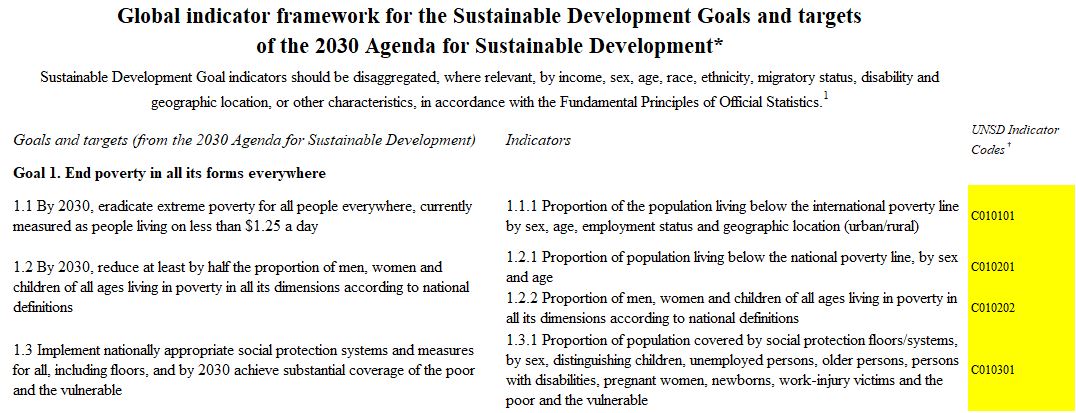 Global indicator framework for the Sustainable Development Goals and targets
of the 2030 Agenda for Sustainable Development*
Sustainable Development Goal indicators should be disaggregated, where relevant, by income, sex, age, race, ethnicity, migratory status, disability and
geographic location, or other characteristics, in accordance with the Fundamental Principles of Official Statistics.1
Goals and targets (from the 2030 Agenda for Sustainable Development)
Indicators
UNSD Indicator
Codes†
Goal 1. End poverty in all its forms everywhere
1.1 By 2030, eradicate extreme poverty for all people everywhere, currently
measured as people living on less than $1.25 a day
1.1.1 Proportion of the population living below the international poverty line
by sex, age, employment status and geographic location (urban/rural)
C010101
1.2 By 2030, reduce at least by half the proportion of men, women and
children of all ages living in poverty in all its dimensions according to national
definitions
1.2.1 Proportion of population living below the national poverty line, by sex
and age
C010201
1.2.2 Proportion of men, women and children of all ages living in poverty in
all its dimensions according to national definitions
C010202
1.3 Implement nationally appropriate social protection systems and measures
for all, including floors, and by 2030 achieve substantial coverage of the poor
and the vulnerable
1.3.1 Proportion of population covered by social protection floors/systems,
by sex, distinguishing children, unemployed persons, older persons, persons
with disabilities, pregnant women, newborns, work-injury victims and the
poor and the vulnerable
C010301